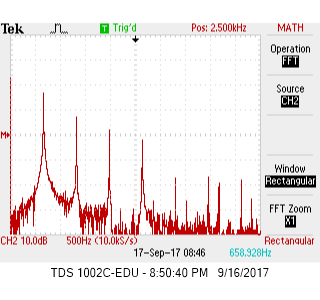 Tek T Trig'd Pos: 2.500kHz MATH
Operation
FFT
Source
CH2
M
Window
Rectangular
FFT Zoom
X1
CH2 10.0dB 500Hz (10.0kS/s) Rectangular
17-Sep-17 08:46 658.928Hz
TDS 1002C-EDU - 8:50:40 PM 9/16/2017